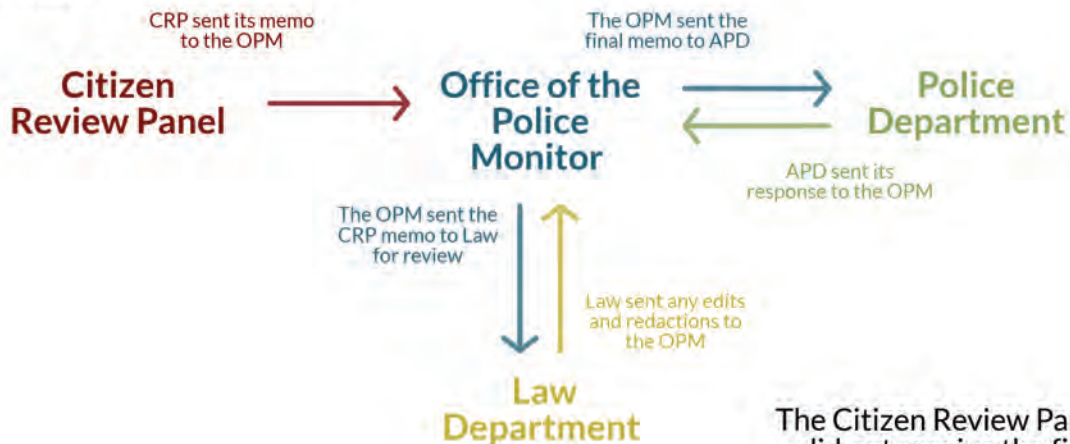 CRP sent its memo
to the OPM
The OPM sent the
final memo to APD
Citizen
Review Panel
Office of the
Police
Monitor
Police
Department
APD sent its
response to the OPM
The OPM sent the
CRP memo to Law
for review
Law sent any edits
and redactions to
the OPM
Law
Department
The Citizen Review Pa